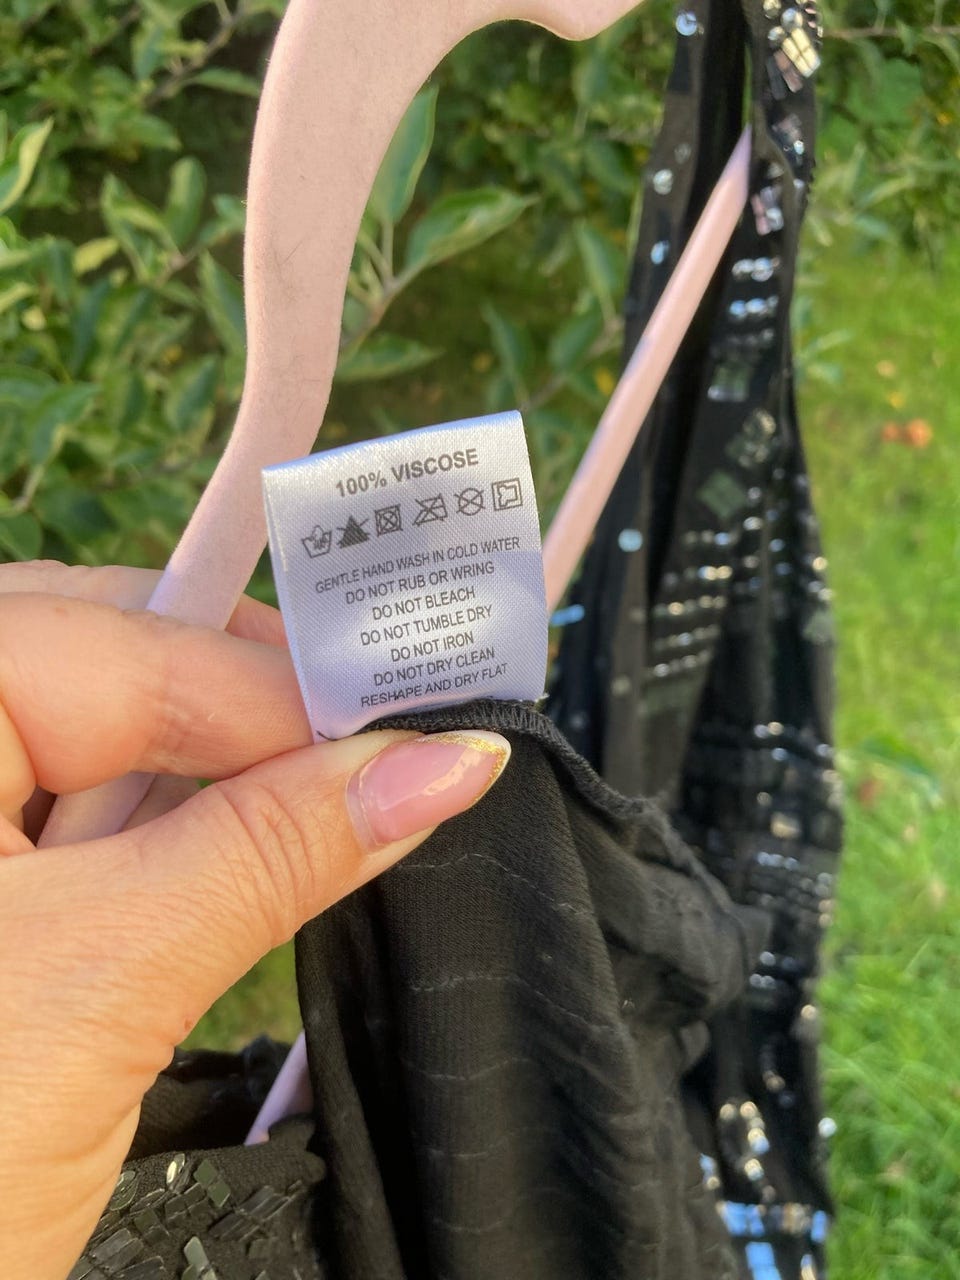 100% VISCOSE
GENTLE HAND WASH IN COLD WATER
DO NOT RUB OR WRING
DO NOT BLEACH
DO NOT TUMBLE DRY
DO NOT IRON
DO NOT DRY CLEAN
RESHAPE AND DRY FLAT